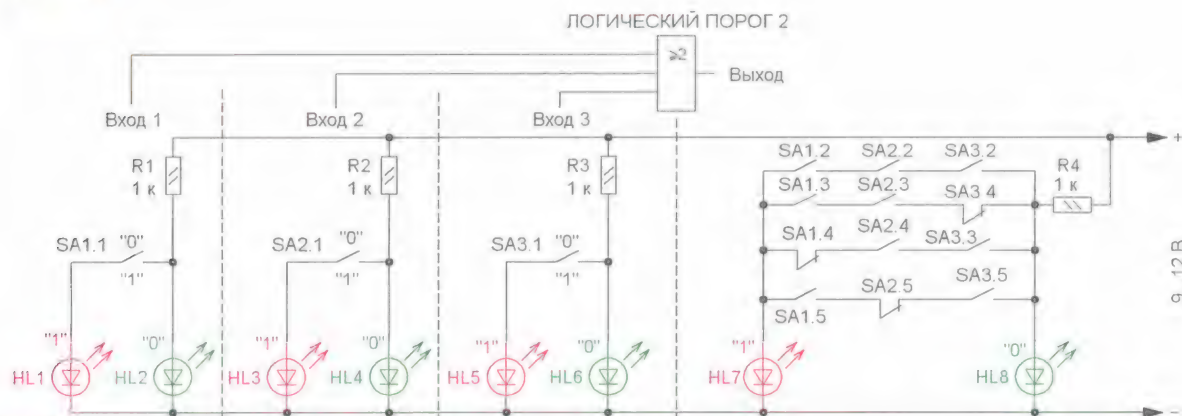 ЛОГИЧЕСКИЙ ПОРОГ 2
⩾2
Выход
Вход 1
Вход 2
Вход 3
+
R1
1 к
R2
1 к
R3
1 к
SA1.2
SA2.2
SA3.2
R4
1 к
SA1.3
SA2.3
SA3.4
SA1.1
"0"
"1"
SA2.1
"0"
"1"
SA3.1
"0"
"1"
SA1.4
SA2.4
SA3.3
SA1.5
SA2.5
SA3.5
9...12 В
"1"
HL1
"0"
HL2
"1"
HL3
"0"
HL4
"1"
HL5
"0"
HL6
"1"
HL7
"0"
HL8
−